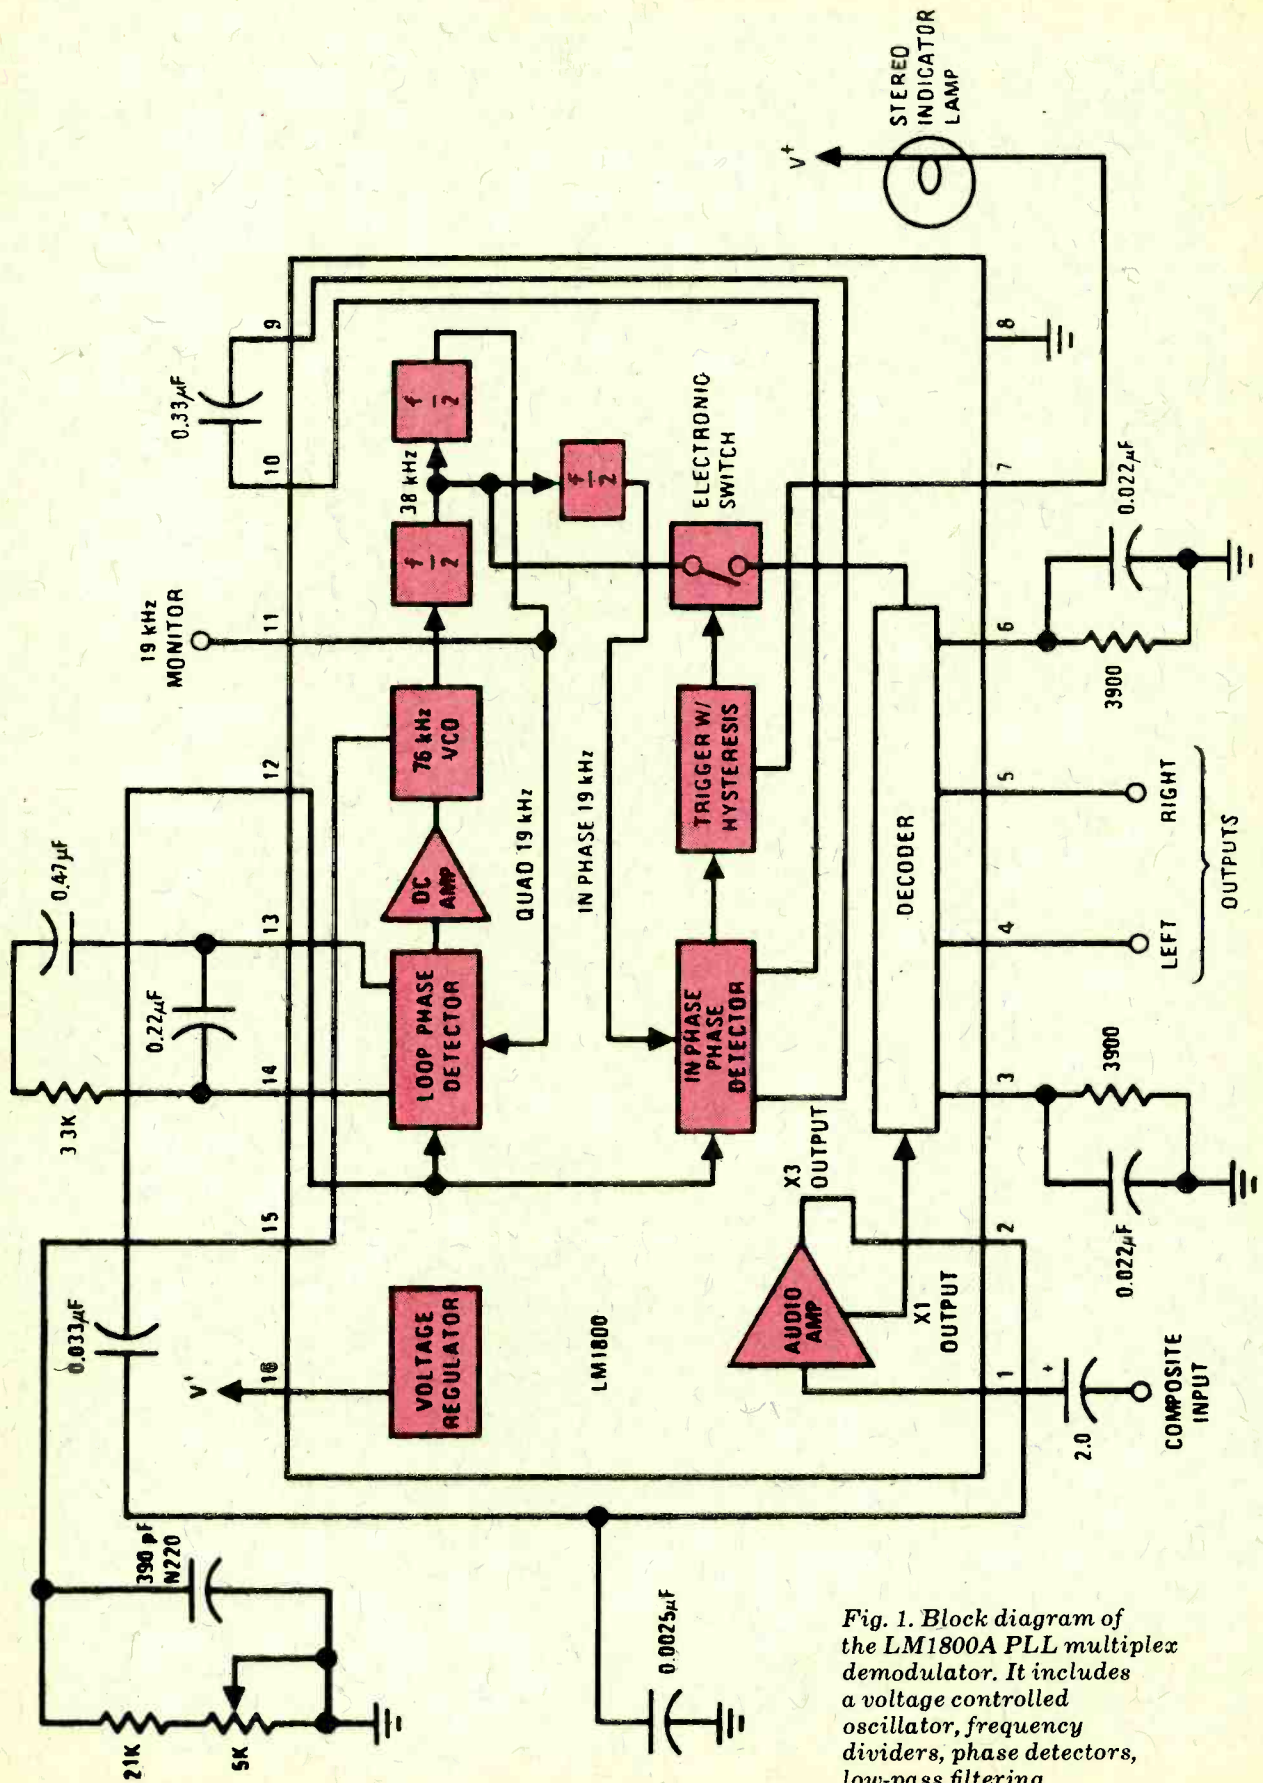 0.33µF
10
9
19 kHz
MONITOR
11
12
0.47µF
0.22µF
3.3K
13
14
15
0.033µF
V+
16
390 pF
N220
21K
5K
0.0025µF
VOLTAGE
REGULATOR
LOOP PHASE
DETECTOR
DC
AMP
76 kHz
VCO
f
2
38 kHz
f
2
f
2
QUAD 19 kHz
IN PHASE 19 kHz
IN PHASE
PHASE
DETECTOR
TRIGGER W/
HYSTERESIS
ELECTRONIC
SWITCH
LM1800
AUDIO
AMP
X3
OUTPUT
X1
OUTPUT
DECODER
1
2
3
4
5
6
7
8
+
2.0
COMPOSITE
INPUT
0.022µF
3900
LEFT
RIGHT
OUTPUTS
3900
0.022µF
V+
STEREO
INDICATOR
LAMP
Fig. 1. Block diagram of
the LM1800A PLL multiplex
demodulator. It includes
a voltage controlled
oscillator, frequency
dividers, phase detectors,
low-pass filtering